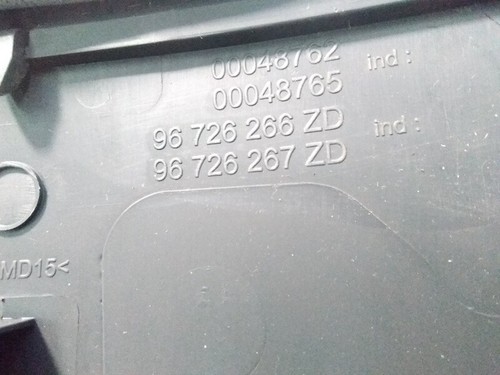 00048762 ind :
00048765
96 726 266 ZD ind :
96 726 267 ZD
MD15<